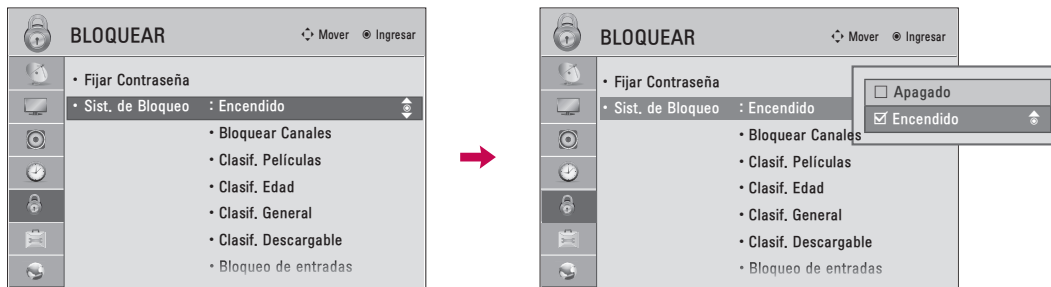 BLOQUEAR
Mover Ingresar
• Fijar Contraseña
• Sist. de Bloqueo : Encendido
• Bloquear Canales
• Clasif. Películas
• Clasif. Edad
• Clasif. General
• Clasif. Descargable
• Bloqueo de entradas
BLOQUEAR
Mover Ingresar
• Fijar Contraseña
• Sist. de Bloqueo : Encendido
• Bloquear Canales
• Clasif. Películas
• Clasif. Edad
• Clasif. General
• Clasif. Descargable
• Bloqueo de entradas
Apagado
Encendido